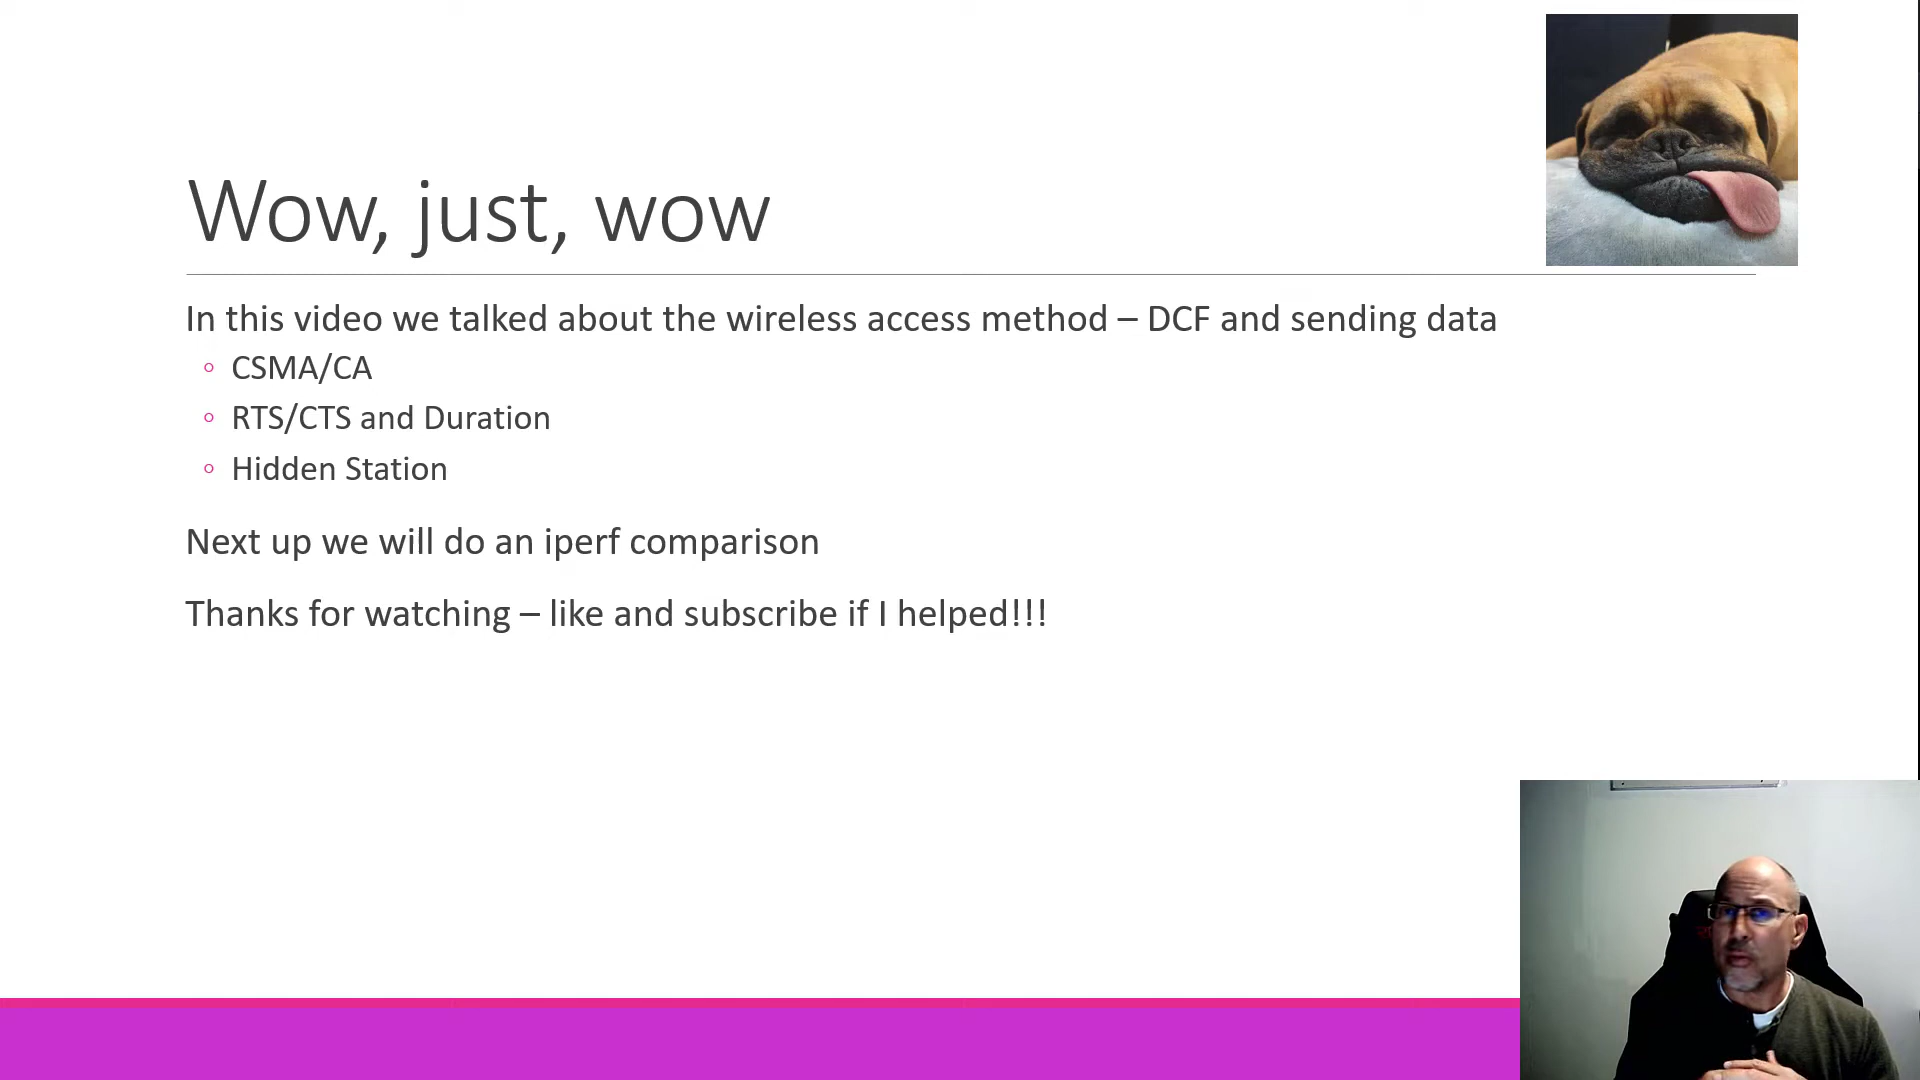 Wow, just, wow
In this video we talked about the wireless access method – DCF and sending data
◦ CSMA/CA
◦ RTS/CTS and Duration
◦ Hidden Station
Next up we will do an iperf comparison
Thanks for watching – like and subscribe if I helped!!!